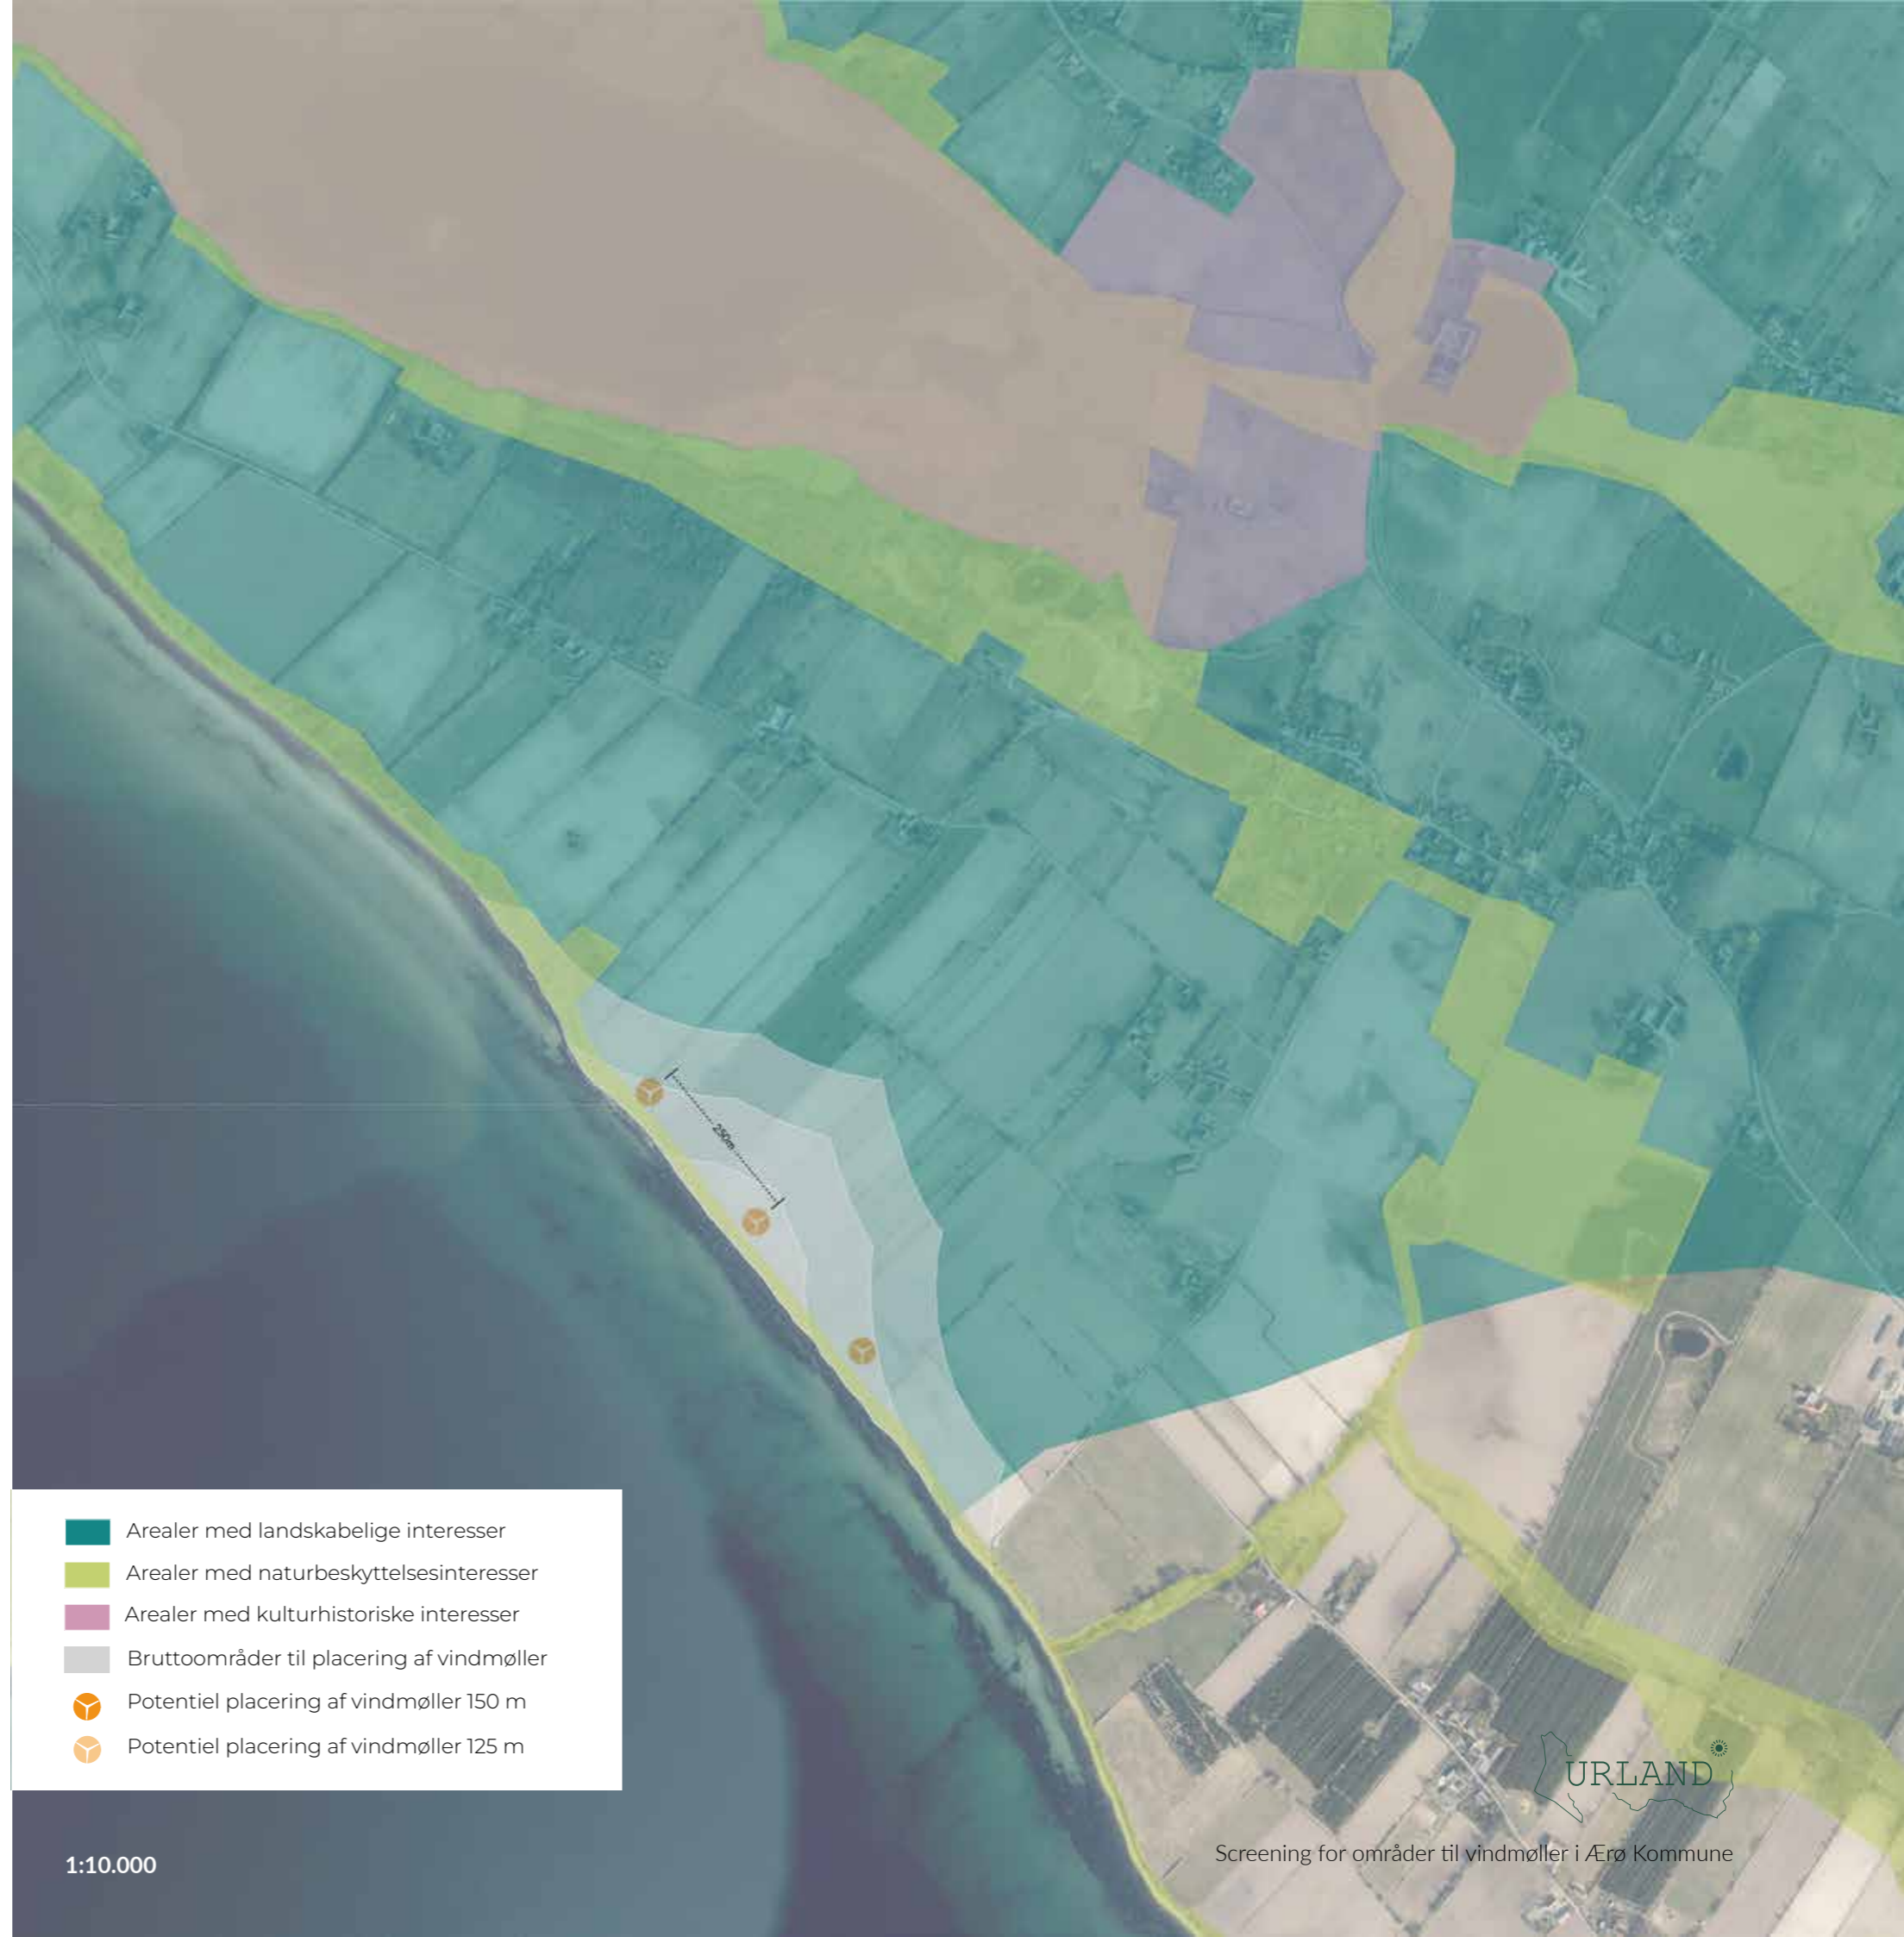 250m
Arealer med landskabelige interesser
Arealer med naturbeskyttelsesinteresser
Arealer med kulturhistoriske interesser
Bruttoområder til placering af vindmøller
Potentiel placering af vindmøller 150 m
Potentiel placering af vindmøller 125 m
URLAND
Screening for områder til vindmøller i Ærø Kommune
1:10.000